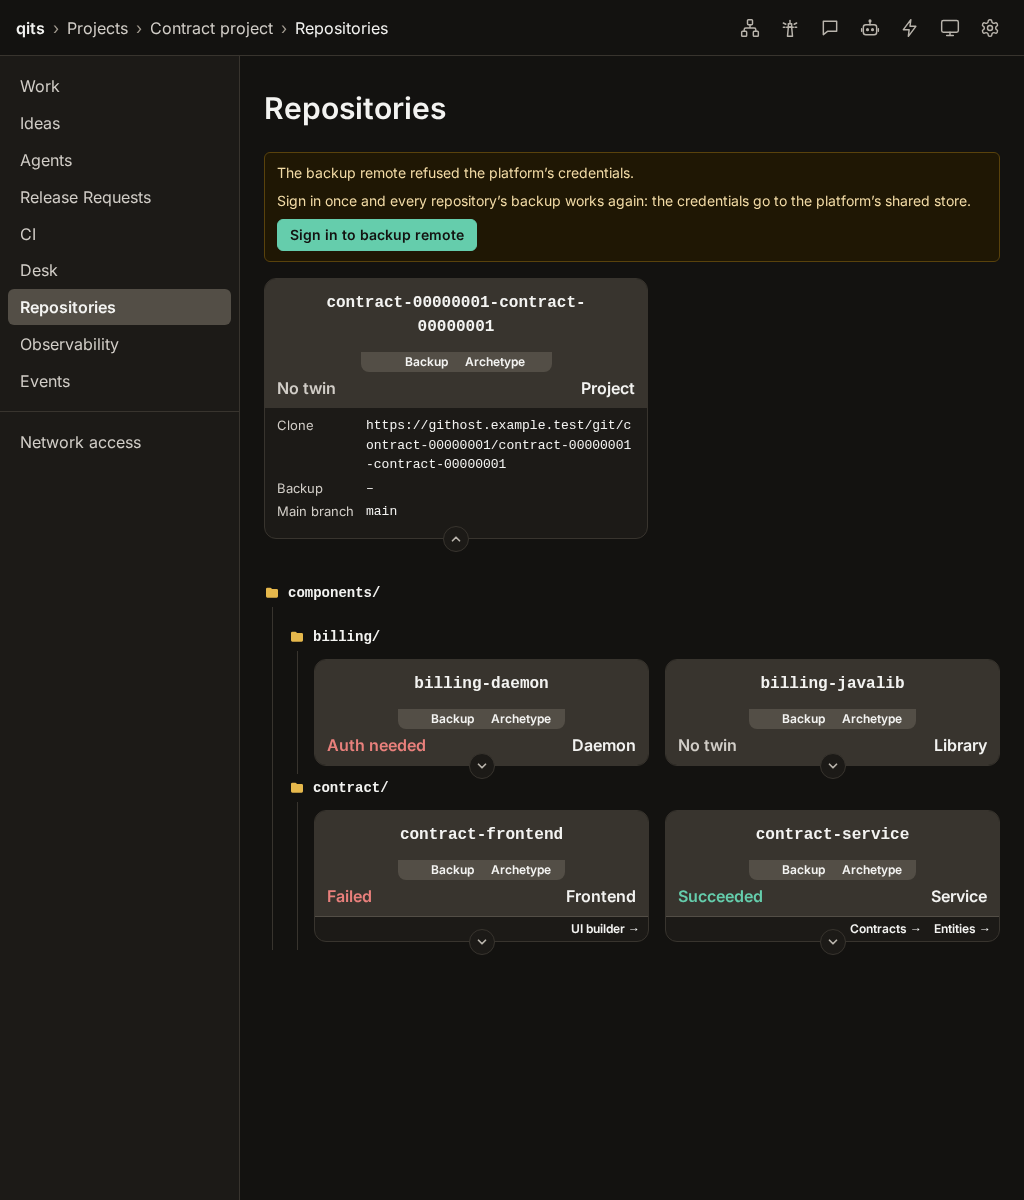 qits › Projects › Contract project › Repositories
Work
Ideas
Agents
Release Requests
CI
Desk
Repositories
Observability
Events
Network access
Repositories
The backup remote refused the platform’s credentials.
Sign in once and every repository’s backup works again: the credentials go to the platform’s shared store.
Sign in to backup remote
contract-00000001-contract-
00000001
Backup Archetype
No twin Project
Clone https://githost.example.test/git/c
ontract-00000001/contract-00000001
-contract-00000001
Backup –
Main branch main
components/
billing/
billing-daemon
Backup Archetype
Auth needed Daemon
billing-javalib
Backup Archetype
No twin Library
contract/
contract-frontend
Backup Archetype
Failed Frontend
UI builder →
contract-service
Backup Archetype
Succeeded Service
Contracts → Entities →